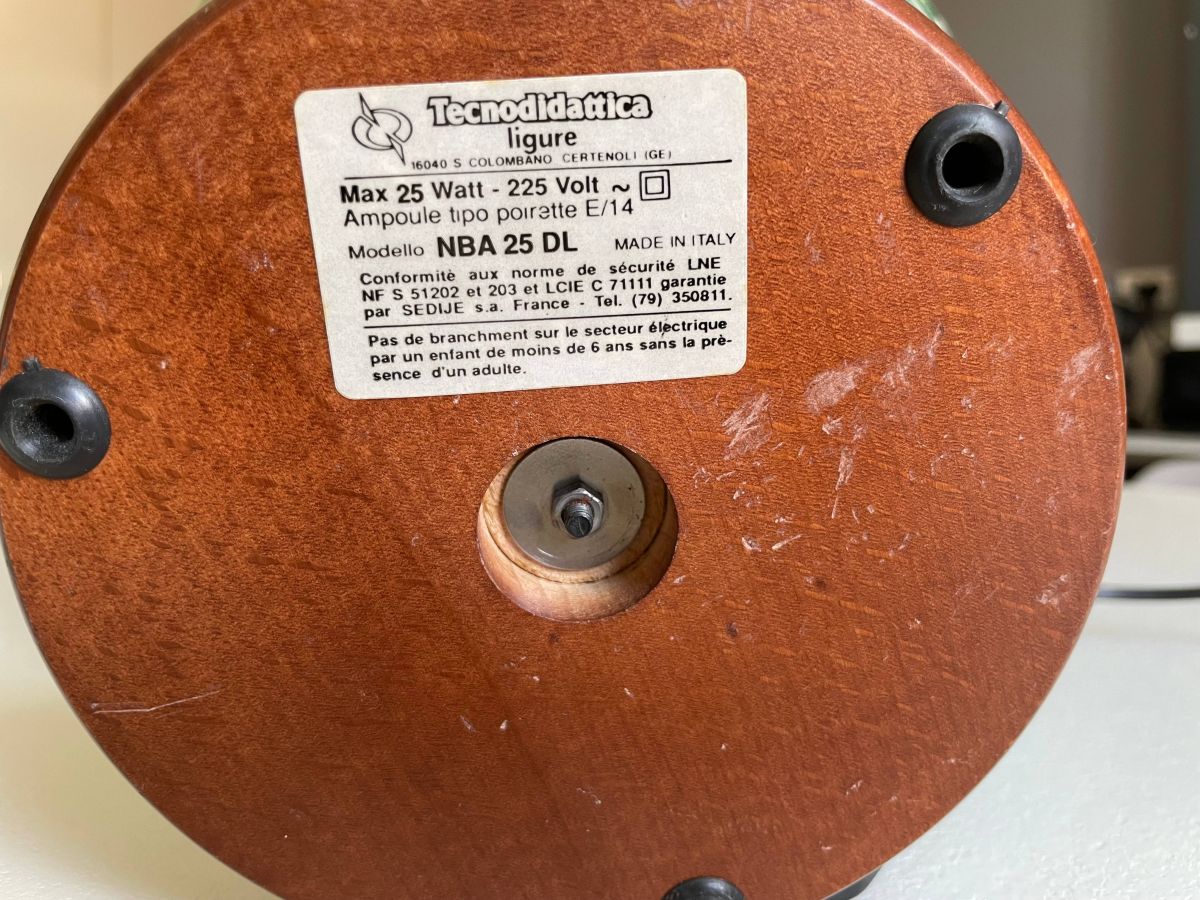 Tecnodidattica
ligure
16040 S COLOMBANO CERTENOLI (GE)
Max 25 Watt - 225 Volt ~
Ampoule tipo poirette E/14
Modello NBA 25 DL MADE IN ITALY
Conformitè aux norme de sécurité LNE
NF S 51202 et 203 et LCIE C 71111 garantie
par SEDIJE s.a. France - Tel. (79) 350811.
Pas de branchment sur le secteur électrique
par un enfant de moins de 6 ans sans la prè-
sence d'un adulte.